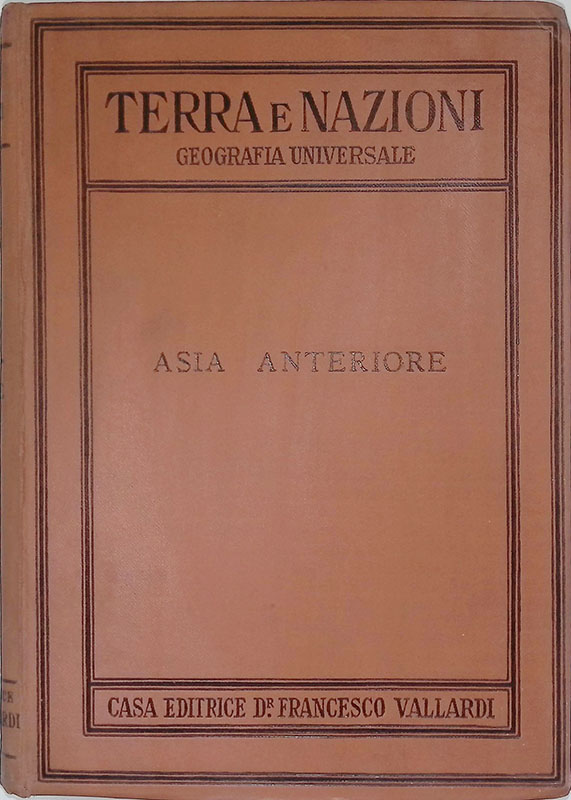 TERRA E NAZIONI
GEOGRAFIA UNIVERSALE
ASIA ANTERIORE
CASA EDITRICE DR FRANCESCO VALLARDI